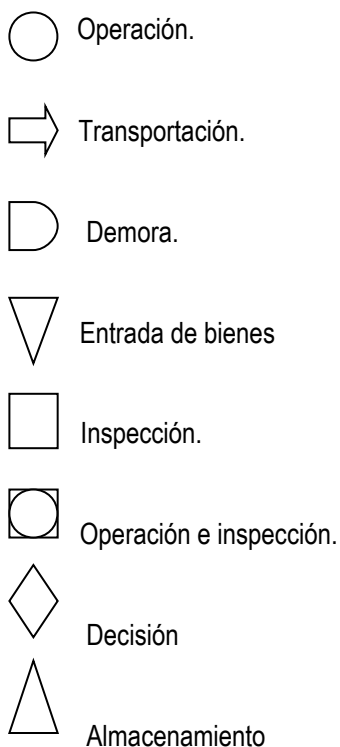 Operación.
Transportación.
Demora.
Entrada de bienes
Inspección.
Operación e inspección.
Decisión
Almacenamiento